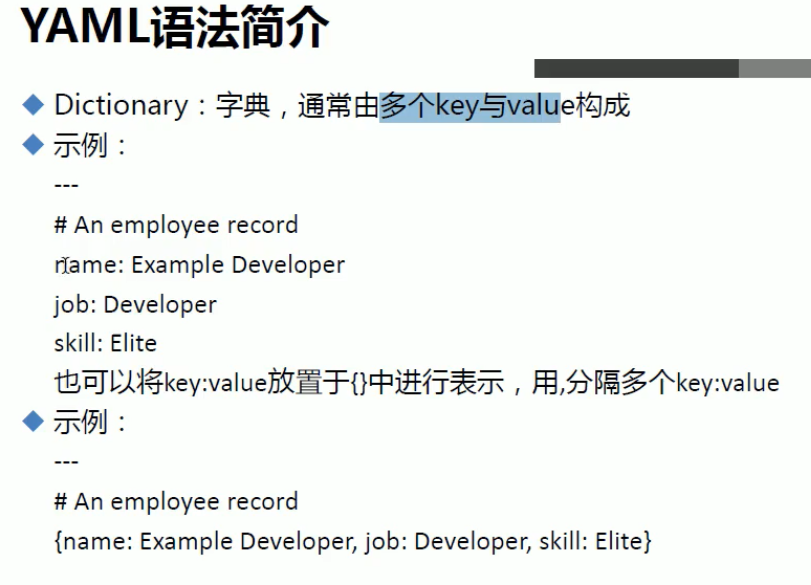 YAML语法简介
Dictionary：字典，通常由多个key与value构成
示例：
---
# An employee record
name: Example Developer
job: Developer
skill: Elite
也可以将key:value放置于{}中进行表示，用,分隔多个key:value
示例：
---
# An employee record
{name: Example Developer, job: Developer, skill: Elite}